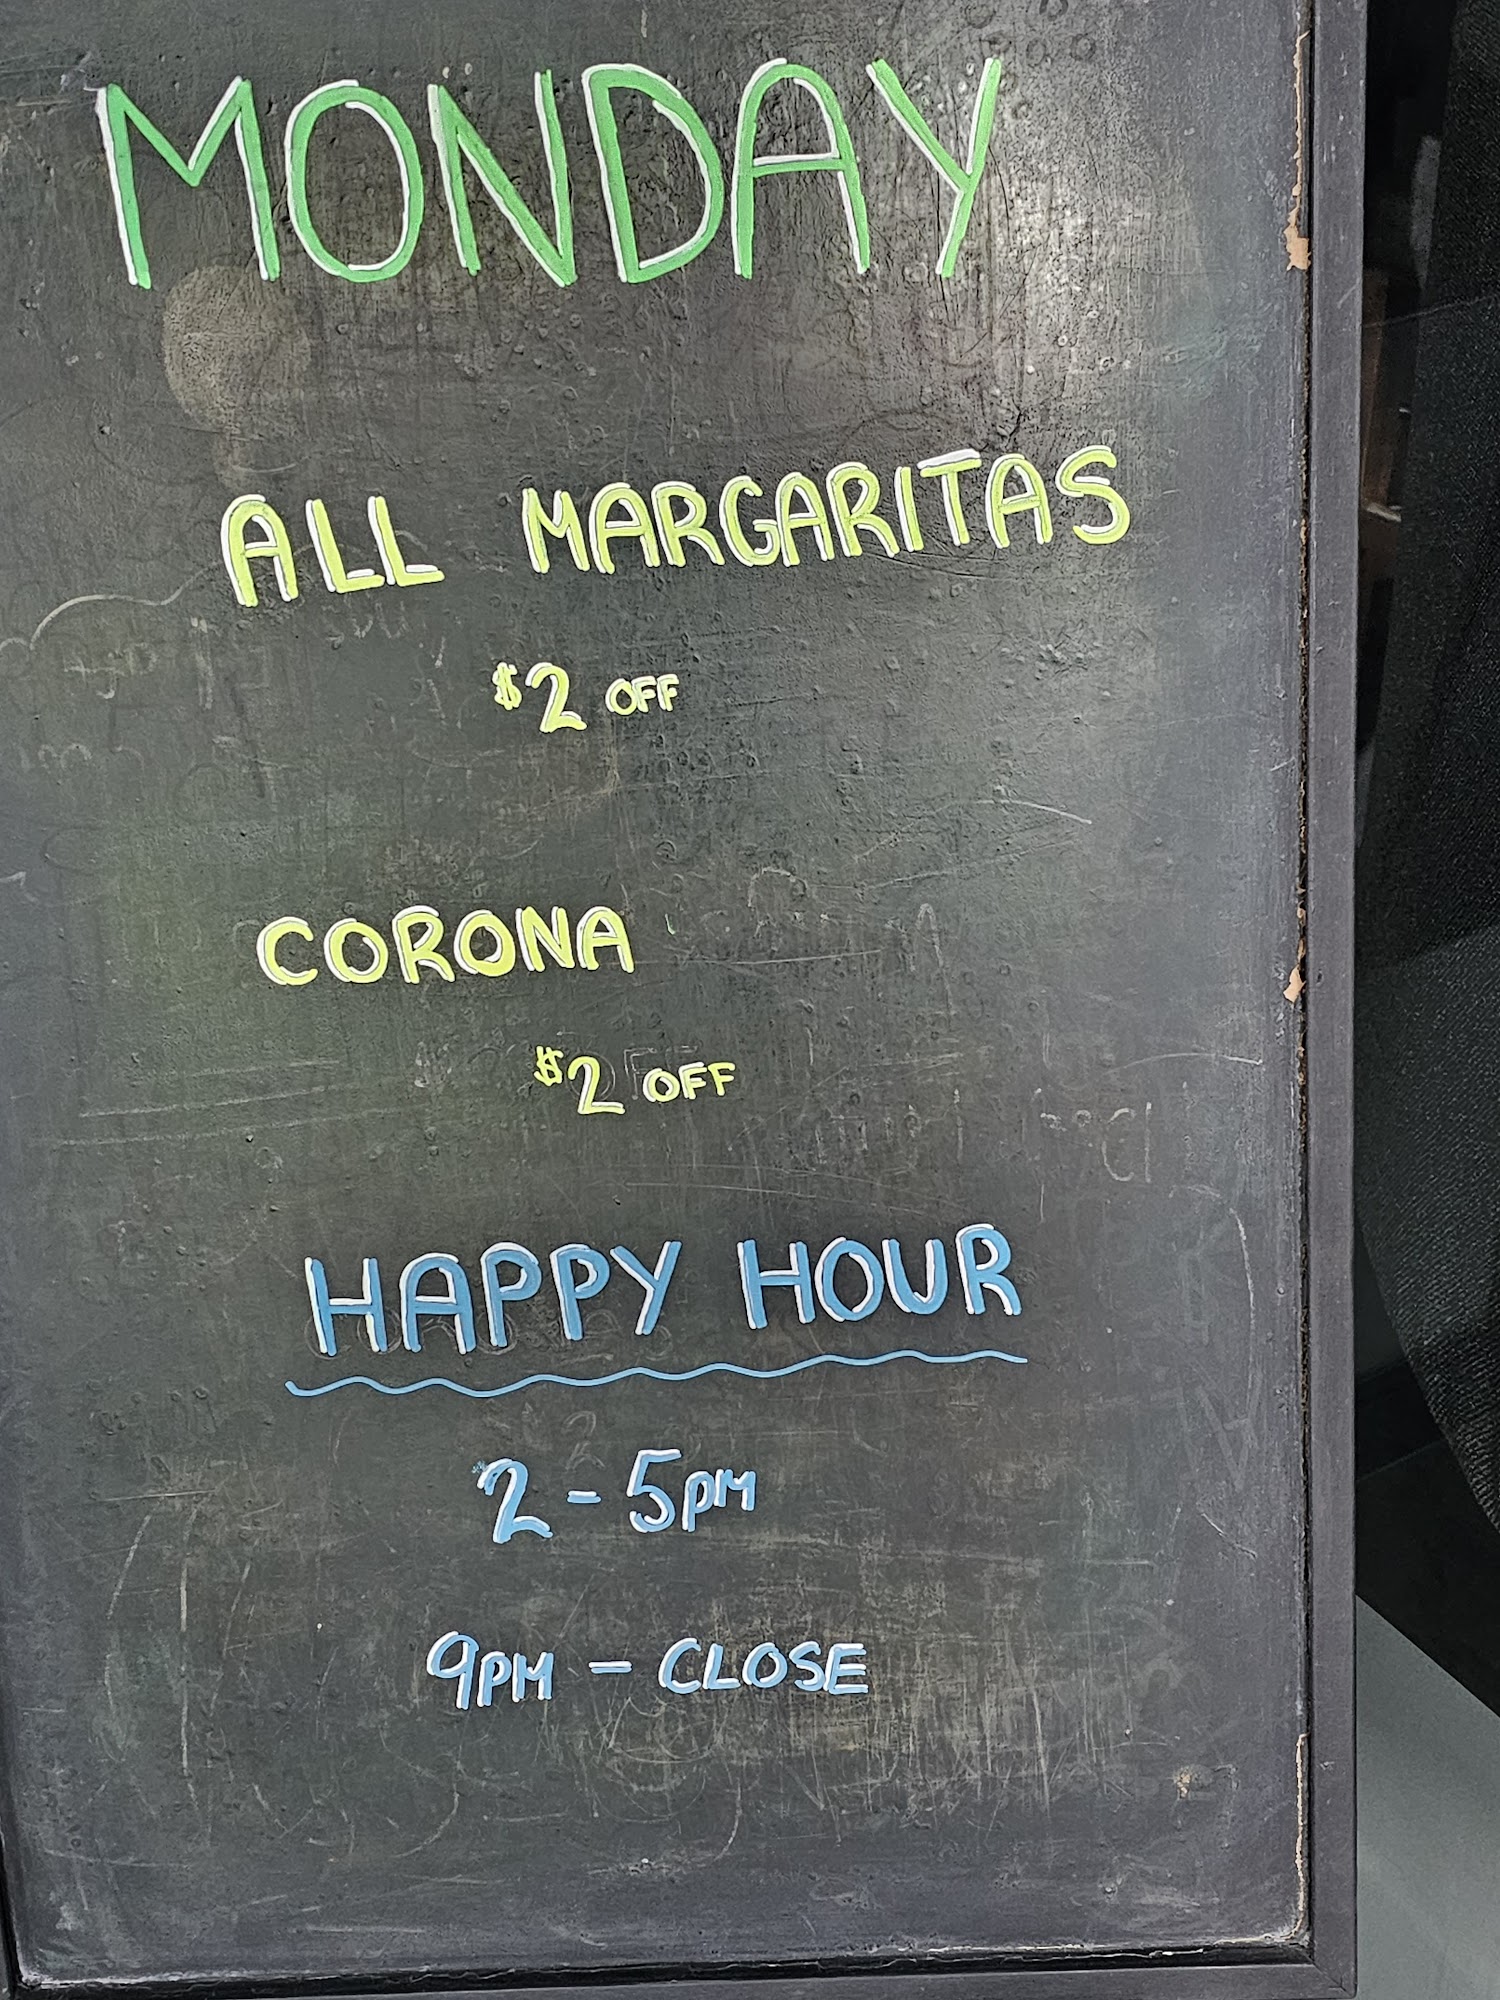 MONDAY
ALL MARGARITAS
$2 OFF
CORONA
$2 OFF
HAPPY HOUR
2 - 5PM
9PM - CLOSE